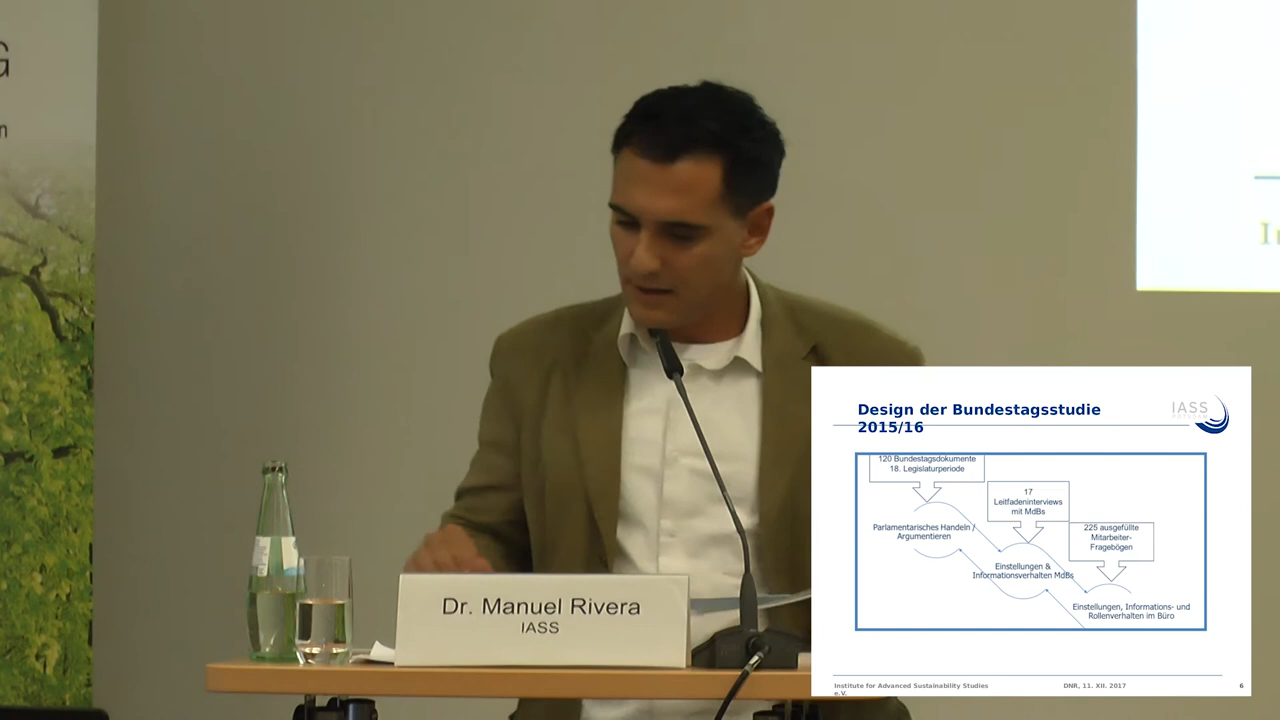 G
n
Dr. Manuel Rivera
IASS
Design der Bundestagsstudie
2015/16
IASS
POTSDAM
120 Bundestagsdokumente
18. Legislaturperiode
17
Leitfadeninterviews
mit MdBs
225 ausgefüllte
Mitarbeiter-
Fragebögen
Parlamentarisches Handeln /
Argumentieren
Einstellungen &
Informationsverhalten MdBs
Einstellungen, Informations- und
Rollenverhalten im Büro
Institute for Advanced Sustainability Studies
e.V.
DNR, 11. XII. 2017
6